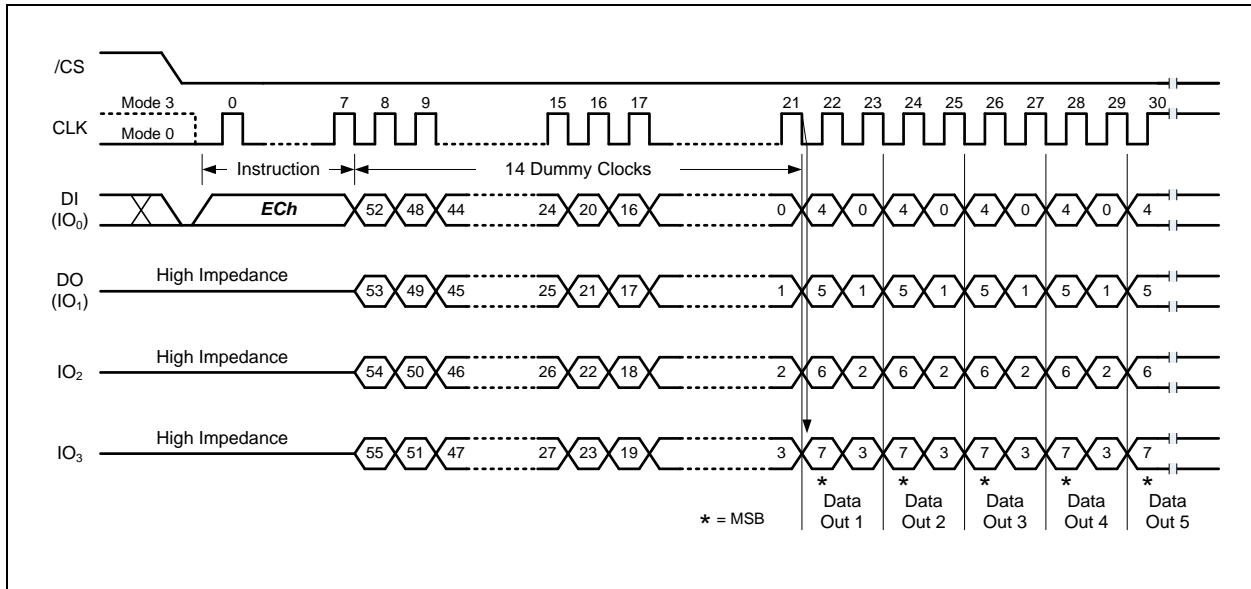 /CS
Mode 3 0 7 8 9 15 16 17 21 22 23 24 25 26 27 28 29 30
CLK
Mode 0
Instruction 14 Dummy Clocks
DI
(IO0)
ECh 52 48 44 24 20 16 0 4 0 4 0 4 0 4 0 4
High Impedance
DO
(IO1)
53 49 45 25 21 17 1 5 1 5 1 5 1 5 1 5
High Impedance
IO2
54 50 46 26 22 18 2 6 2 6 2 6 2 6 2 6
High Impedance
IO3
55 51 47 27 23 19 3 7 3 7 3 7 3 7 3 7
* * * * *
* = MSB
Data Out 1
Data Out 2
Data Out 3
Data Out 4
Data Out 5